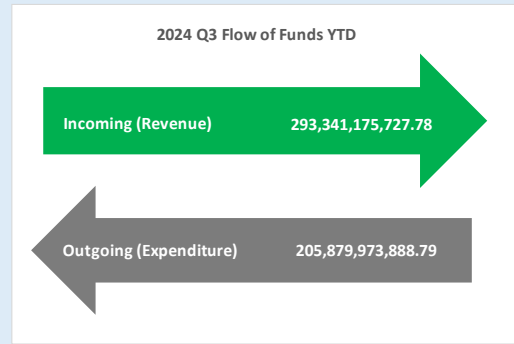 2024 Q3 Flow of Funds YTD
Incoming (Revenue) 293,341,175,727.78
Outgoing (Expenditure) 205,879,973,888.79